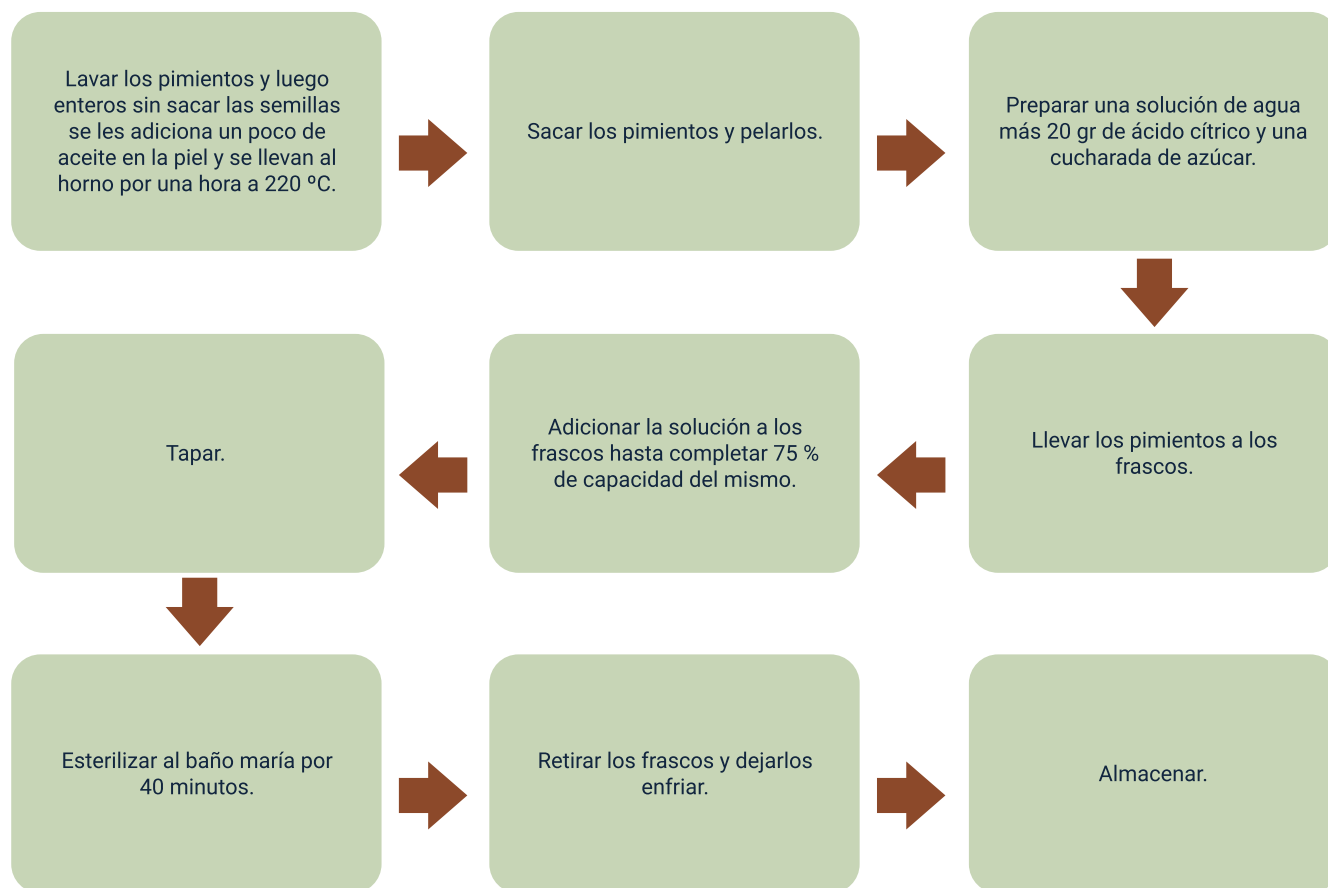 Lavar los pimientos y luego
enteros sin sacar las semillas
se les adiciona un poco de
aceite en la piel y se llevan al
horno por una hora a 220 ºC.
Sacar los pimientos y pelarlos.
Preparar una solución de agua
más 20 gr de ácido cítrico y una
cucharada de azúcar.
Llevar los pimientos a los
frascos.
Adicionar la solución a los
frascos hasta completar 75 %
de capacidad del mismo.
Tapar.
Esterilizar al baño maría por
40 minutos.
Retirar los frascos y dejarlos
enfriar.
Almacenar.